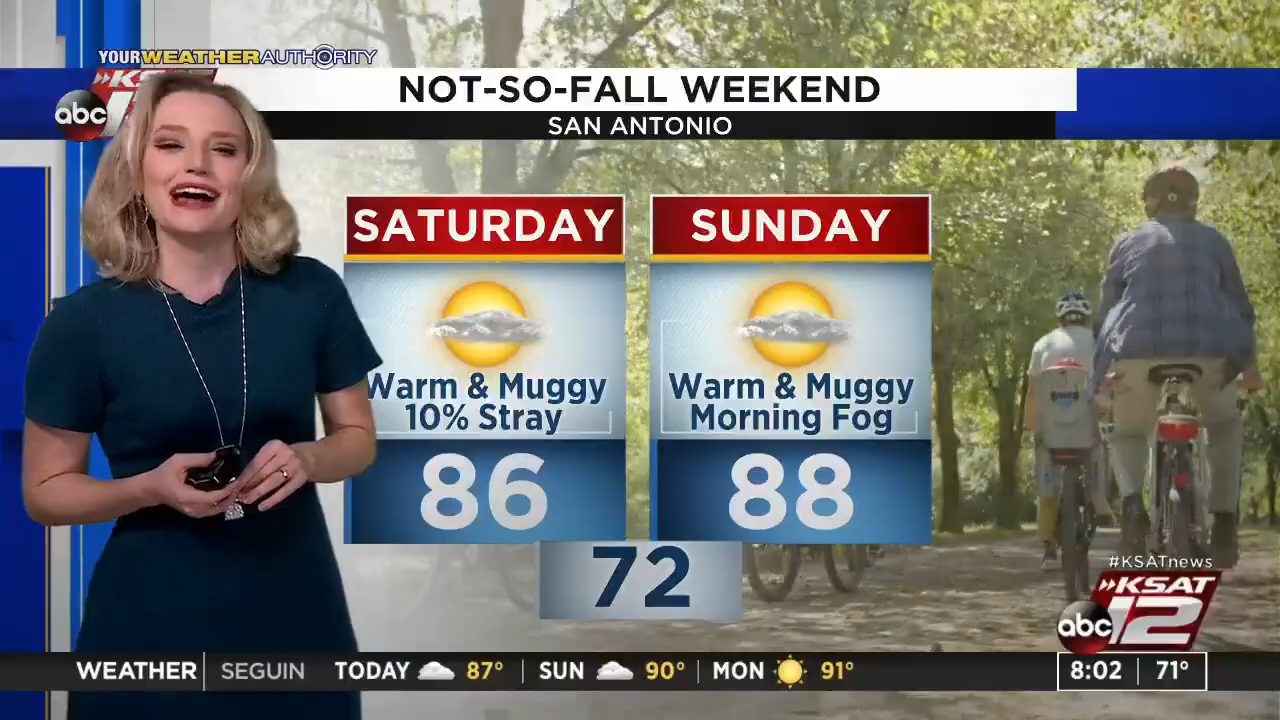 YOURWEATHERAUTHORITY
KSAT
abc
NOT-SO-FALL WEEKEND
SAN ANTONIO
SATURDAY
Warm & Muggy
10% Stray
86
SUNDAY
Warm & Muggy
Morning Fog
88
72
#KSATnews
KSAT
abc 12
WEATHER SEGUIN TODAY 87° SUN 90° MON 91°
8:02 71°